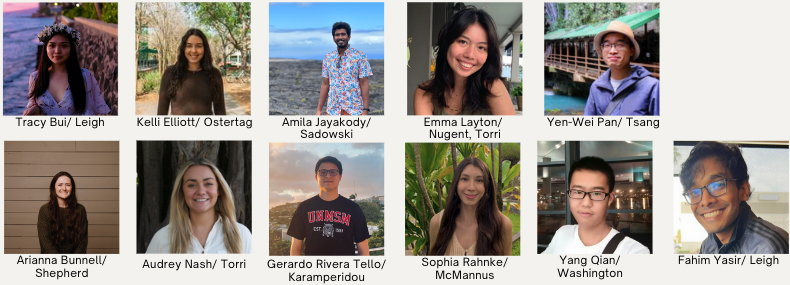 Tracy Bui/ Leigh
Kelli Elliott/ Ostertag
Amila Jayakody/
Sadowski
Emma Layton/
Nugent, Torri
Yen-Wei Pan/ Tsang
UNMSM
Arianna Bunnell/
Shepherd
Audrey Nash/ Torri
Gerardo Rivera Tello/
Karamperidou
Sophia Rahnke/
McMannus
Yang Qian/
Washington
Fahim Yasir/ Leigh